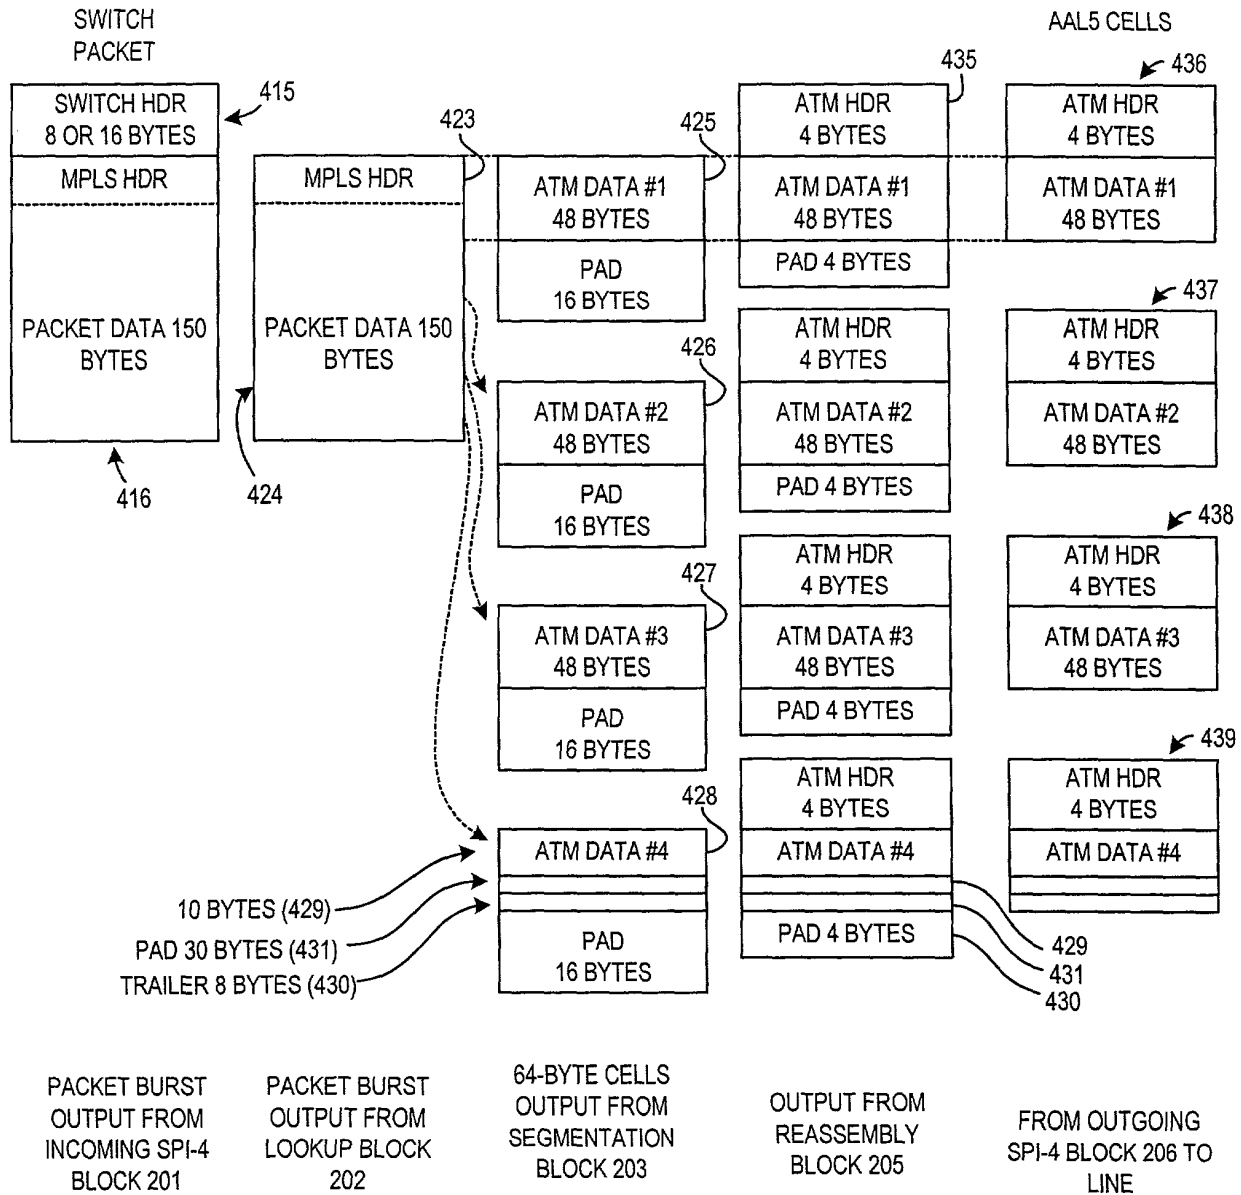 SWITCH
PACKET
AAL5 CELLS
SWITCH HDR
8 OR 16 BYTES
MPLS HDR
PACKET DATA 150
BYTES
415
416
MPLS HDR
PACKET DATA 150
BYTES
423
424
ATM DATA #1
48 BYTES
PAD
16 BYTES
425
ATM DATA #2
48 BYTES
PAD
16 BYTES
426
ATM DATA #3
48 BYTES
PAD
16 BYTES
427
ATM DATA #4
PAD
16 BYTES
428
10 BYTES (429)
PAD 30 BYTES (431)
TRAILER 8 BYTES (430)
435
ATM HDR
4 BYTES
ATM DATA #1
48 BYTES
PAD 4 BYTES
ATM HDR
4 BYTES
ATM DATA #2
48 BYTES
PAD 4 BYTES
ATM HDR
4 BYTES
ATM DATA #3
48 BYTES
PAD 4 BYTES
ATM HDR
4 BYTES
ATM DATA #4
PAD 4 BYTES
429
431
430
436
ATM HDR
4 BYTES
ATM DATA #1
48 BYTES
437
ATM HDR
4 BYTES
ATM DATA #2
48 BYTES
438
ATM HDR
4 BYTES
ATM DATA #3
48 BYTES
439
ATM HDR
4 BYTES
ATM DATA #4
PACKET BURST
OUTPUT FROM
INCOMING SPI-4
BLOCK 201
PACKET BURST
OUTPUT FROM
LOOKUP BLOCK
202
64-BYTE CELLS
OUTPUT FROM
SEGMENTATION
BLOCK 203
OUTPUT FROM
REASSEMBLY
BLOCK 205
FROM OUTGOING
SPI-4 BLOCK 206 TO
LINE